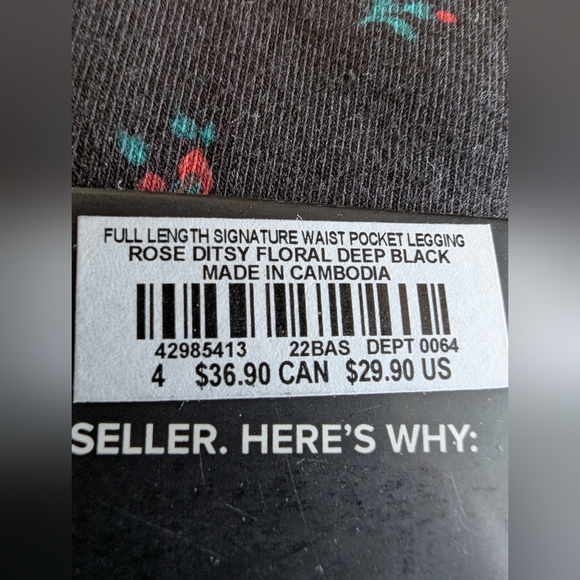 FULL LENGTH SIGNATURE WAIST POCKET LEGGING
ROSE DITSY FLORAL DEEP BLACK
MADE IN CAMBODIA
42985413 22BAS DEPT 0064
4 $36.90 CAN $29.90 US
SELLER. HERE'S WHY: